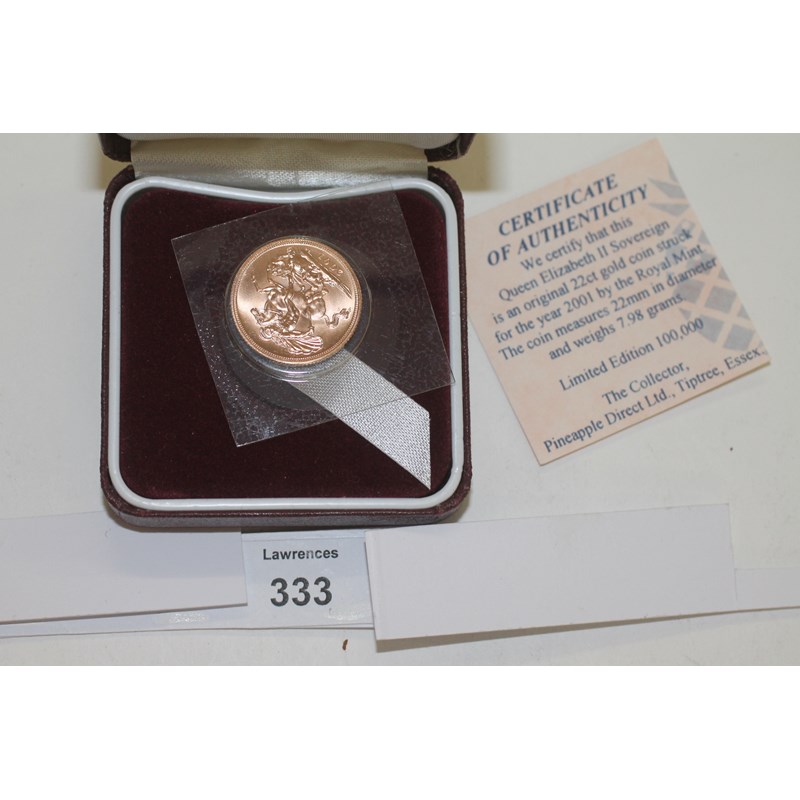 CERTIFICATE
OF AUTHENTICITY
We certify that this
Queen Elizabeth II Sovereign
is an original 22ct gold coin struck
for the year 2001 by the Royal Mint
The coin measures 22mm in diameter
and weighs 7.98 grams.
Limited Edition 100,000
The Collector,
Pineapple Direct Ltd., Tiptree, Essex.
Lawrences
333